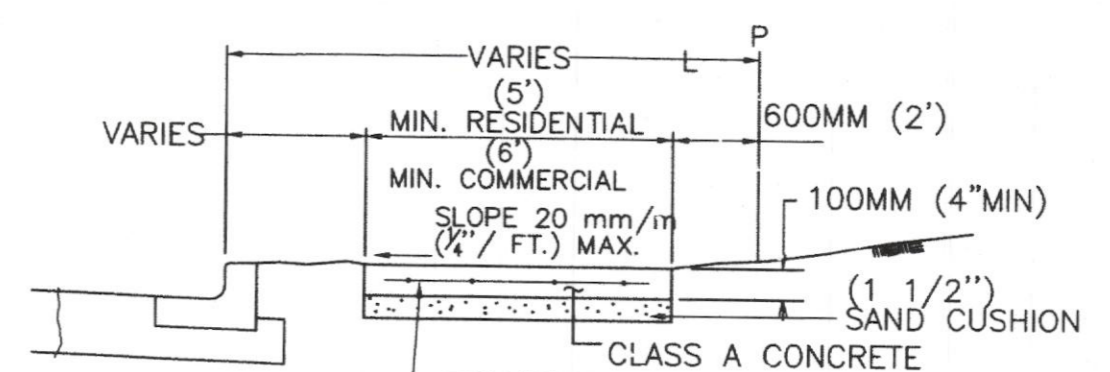 P
VARIES L
(5')
600MM (2')
VARIES
MIN. RESIDENTIAL
(6')
MIN. COMMERCIAL
100MM (4"MIN)
SLOPE 20 mm/m
(1/4"/ FT.) MAX.
(1 1/2")
SAND CUSHION
CLASS A CONCRETE